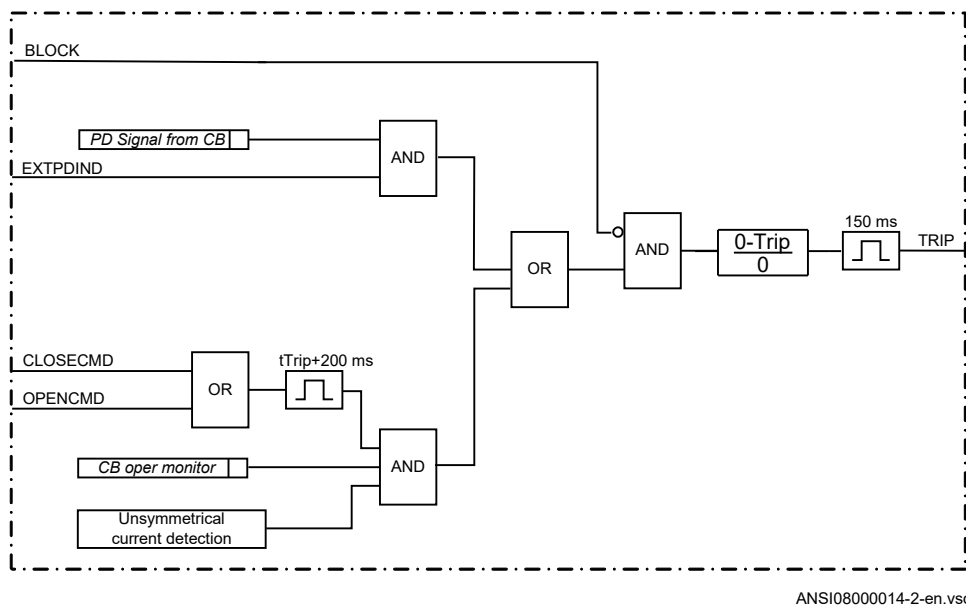 BLOCK
PD Signal from CB
EXTPDIND
AND
150 ms
TRIP
AND
0-Trip
0
OR
CLOSECMD
OPENCMD
OR
tTrip+200 ms
AND
CB oper monitor
Unsymmetrical
current detection
ANSI08000014-2-en.vsd